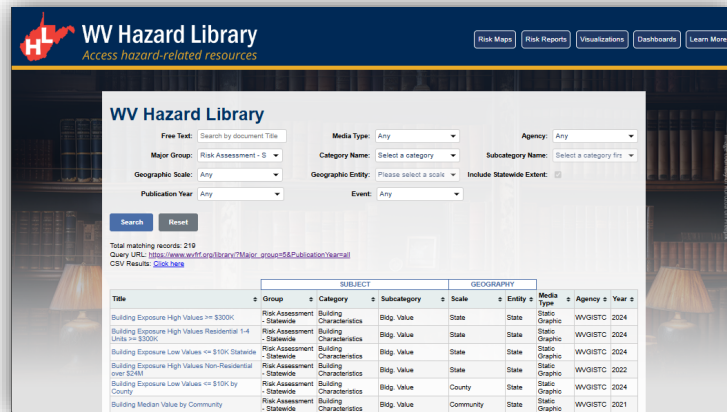 HL
WV Hazard Library
Access hazard-related resources
Risk Maps Risk Reports Visualizations Dashboards Learn More
WV Hazard Library
Free Text: Search by document Title Media Type: Any Agency: Any
Major Group: Risk Assessment - S Category Name: Select a category Subcategory Name: Select a category firs
Geographic Scale: Any Geographic Entity: Please select a scale Include Statewide Extent:
Publication Year Any Event: Any
Search Reset
Total matching records: 219
Query URL: https://www.wvfrf.org/library/?Major_group=5&PublicationYear=all
CSV Results: Click here
SUBJECT GEOGRAPHY
Title Group Category Subcategory Scale Entity Media Type Agency Year
Building Exposure High Values >= $300K Risk Assessment - Statewide Building Characteristics Bldg. Value State State Static Graphic WVGISTC 2024
Building Exposure High Values Residential 1-4 Units >= $300K Risk Assessment - Statewide Building Characteristics Bldg. Value State State Static Graphic WVGISTC 2024
Building Exposure Low Values <= $10K Statewide Risk Assessment - Statewide Building Characteristics Bldg. Value State State Static Graphic WVGISTC 2024
Building Exposure High Values Non-Residential over $24M Risk Assessment - Statewide Building Characteristics Bldg. Value State State Static Graphic WVGISTC 2022
Building Exposure Low Values <= $10K by County Risk Assessment - Statewide Building Characteristics Bldg. Value County State Static Graphic WVGISTC 2024
Building Median Value by Community Risk Assessment - Statewide Building Characteristics Bldg. Value Community State Static Graphic WVGISTC 2021